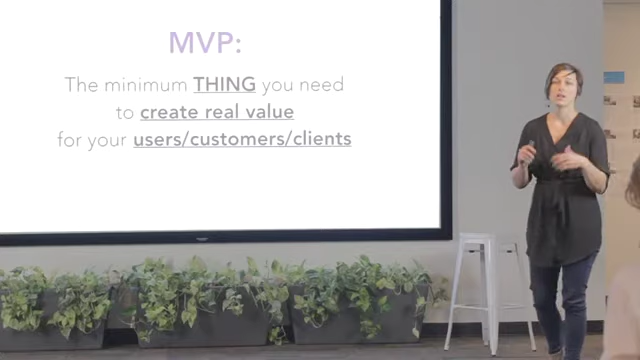 MVP:
The minimum THING you need
to create real value
for your users/customers/clients